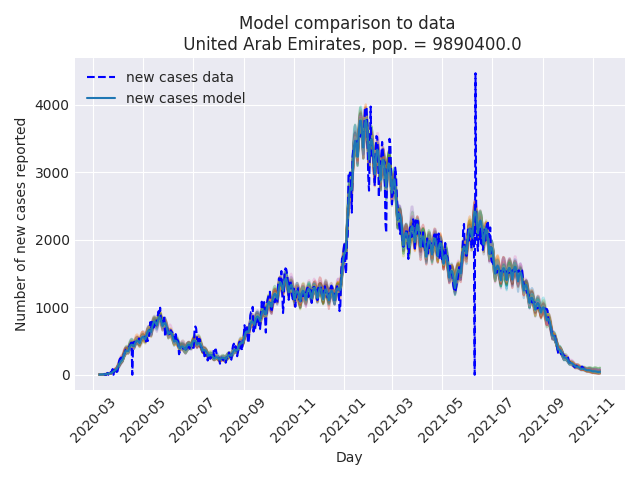 Model comparison to data
United Arab Emirates, pop. = 9890400.0
new cases data
new cases model
4000
3000
2000
1000
0
Number of new cases reported
2020-03
2020-05
2020-07
2020-09
2020-11
2021-01
2021-03
2021-05
2021-07
2021-09
2021-11
Day